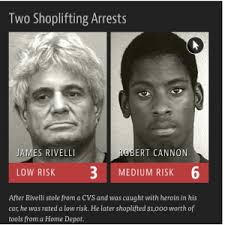 Two Shoplifting Arrests
JAMES RIVELLI
ROBERT CANNON
LOW RISK 3
MEDIUM RISK 6
After Rivelli stole from a CVS and was caught with heroin in his
car, he was rated a low risk. He later shoplifted $1,000 worth of
tools from a Home Depot.